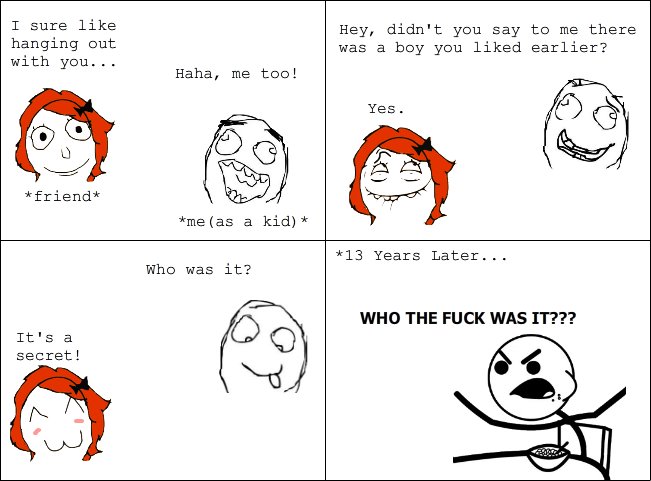 I sure like
hanging out
with you...
Haha, me too!
*friend*
*me(as a kid)*
Hey, didn't you say to me there
was a boy you liked earlier?
Yes.
Who was it?
It's a
secret!
*13 Years Later...
WHO THE FUCK WAS IT???